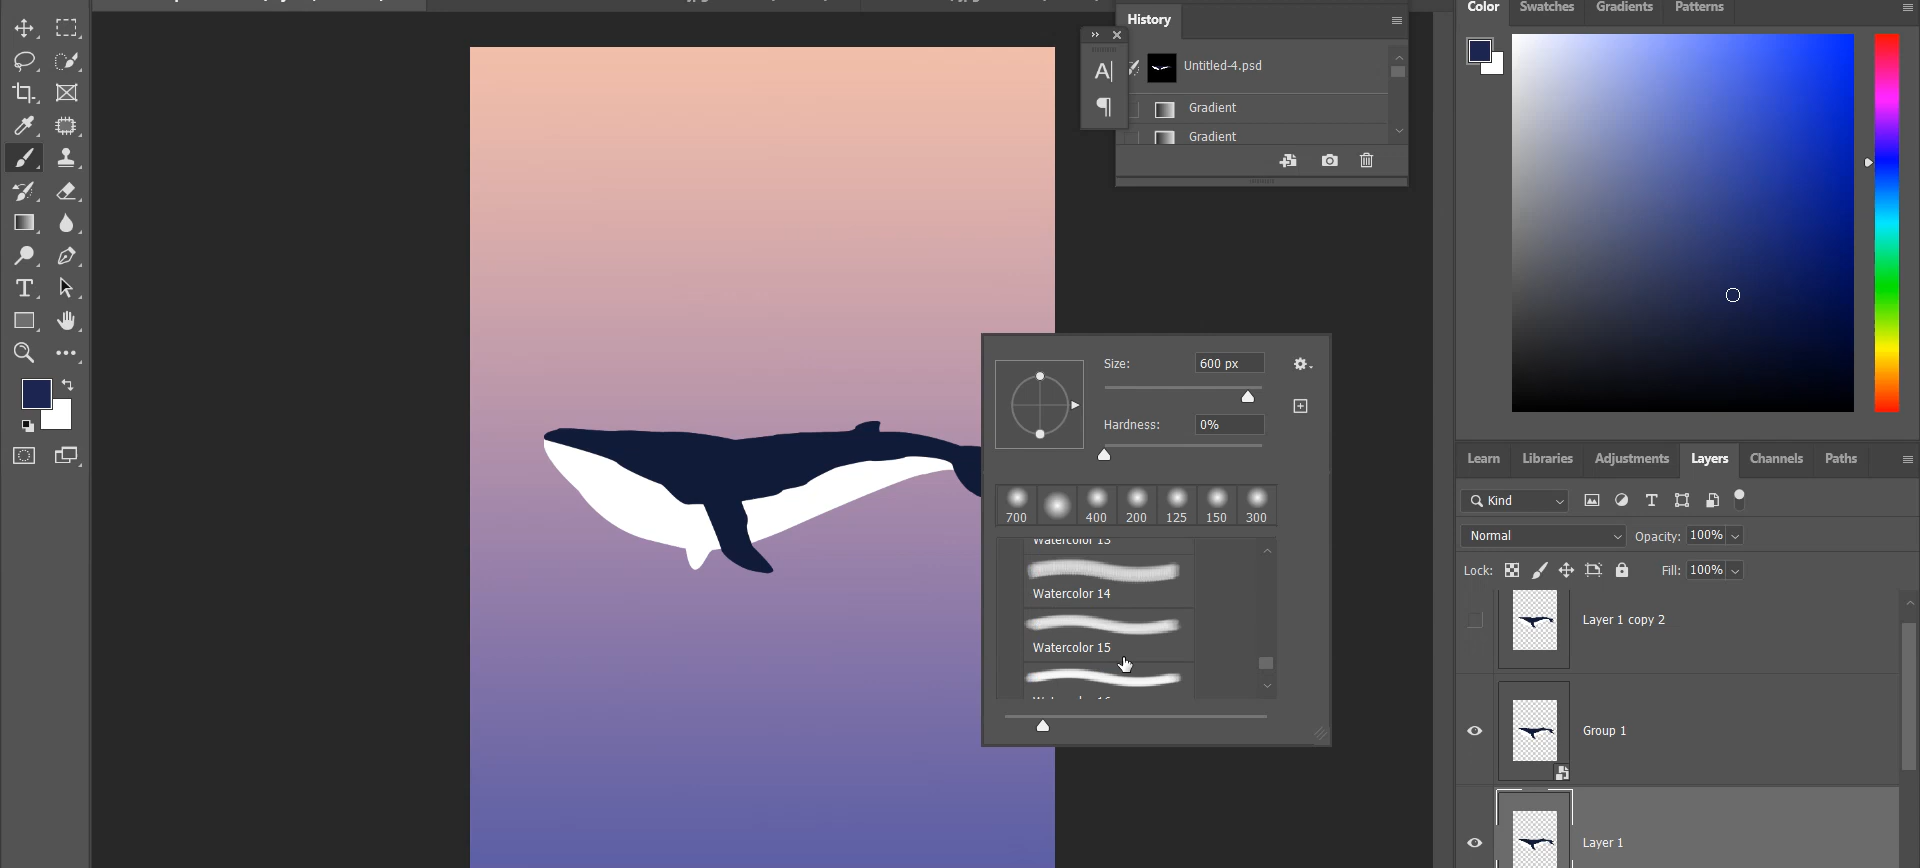 History
Untitled-4.psd
Gradient
Gradient
A
T
Color Swatches Gradients Patterns
Size: 600 px
Hardness: 0%
700 400 200 125 150 300
Watercolor 13
Watercolor 14
Watercolor 15
Learn Libraries Adjustments Layers Channels Paths
Kind
T
Normal Opacity: 100%
Lock: Fill: 100%
Layer 1 copy 2
Group 1
Layer 1